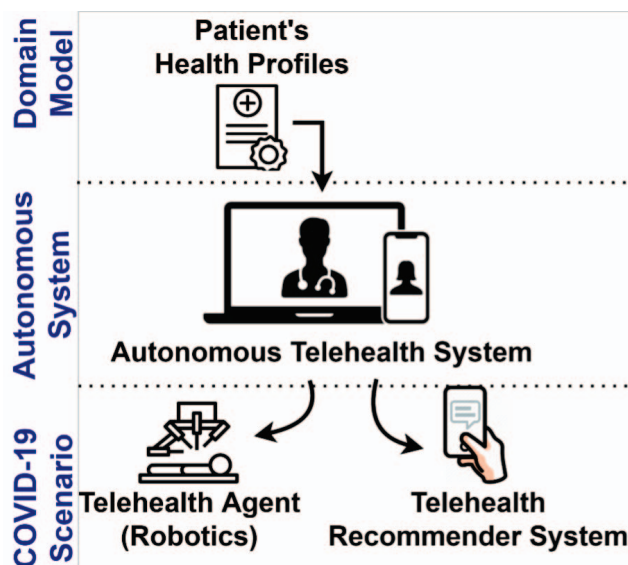 Domain
Model
Patient's
Health Profiles
Autonomous
System
Autonomous Telehealth System
COVID-19
Scenario
Telehealth Agent
(Robotics)
Telehealth
Recommender System